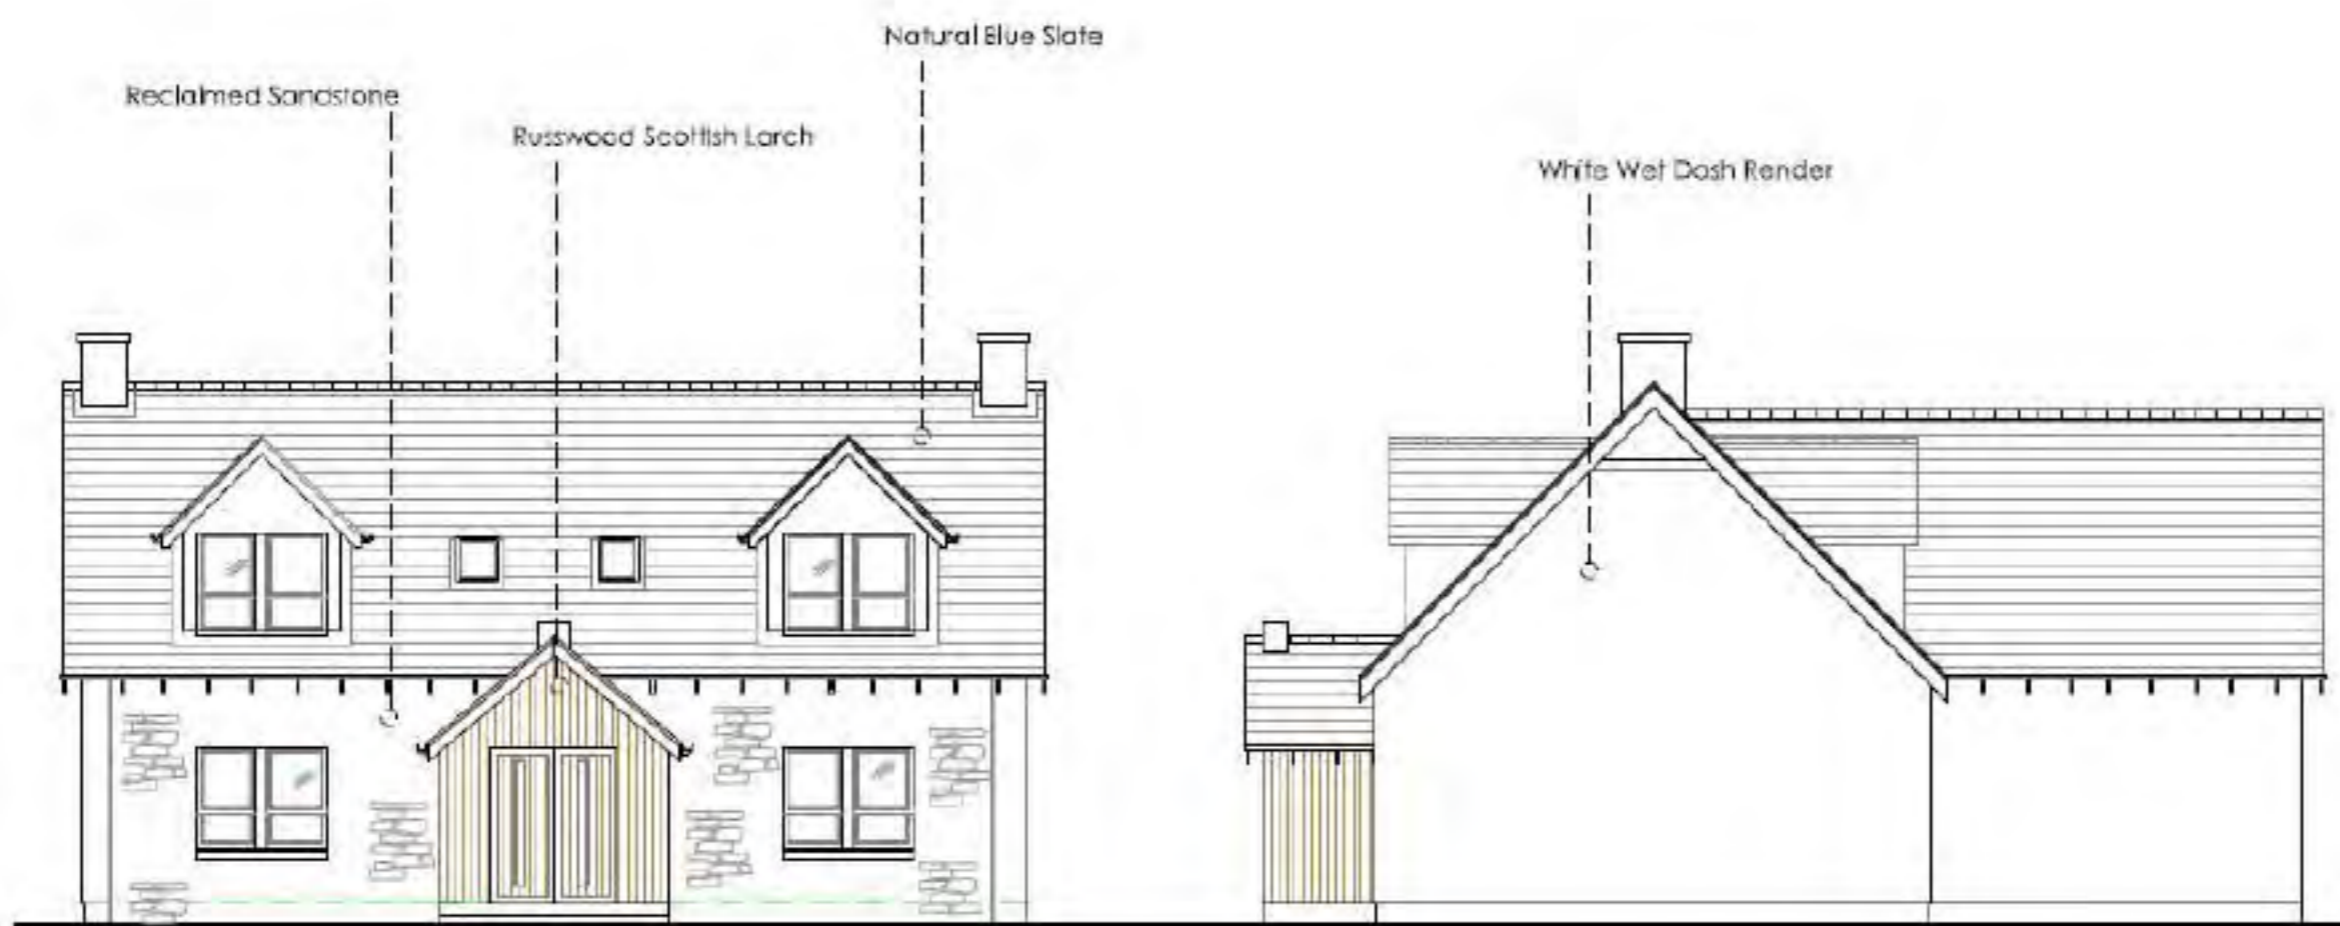 Natural Blue Slate
Reclaimed Sandstone
Russwood Scottish Larch
White Wet Dash Render